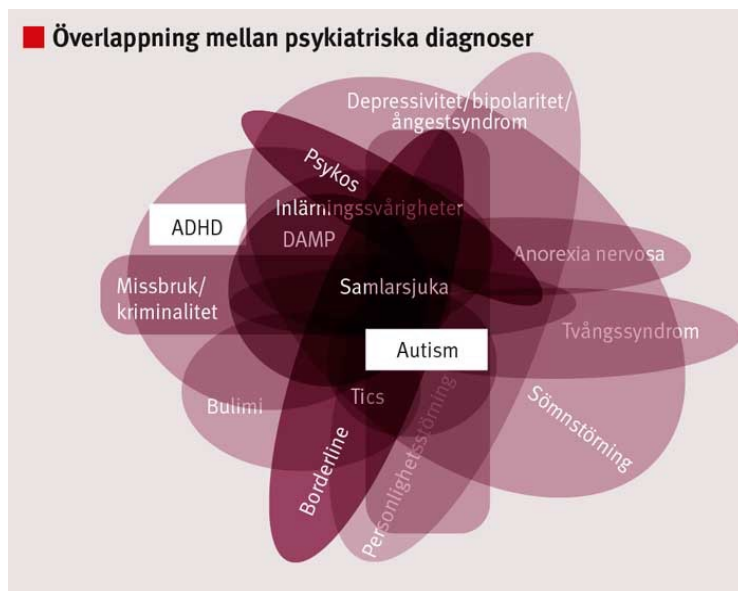 Överlappning mellan psykiatriska diagnoser
Depressivitet/bipolaritet/
ångestsyndrom
Psykos
Inlärningssvårigheter
ADHD
DAMP
Anorexia nervosa
Missbruk/
kriminalitet
Samlarsjuka
Tvångssyndrom
Autism
Bulimi
Tics
Sömnstörning
Borderline
Personlighetsstörning